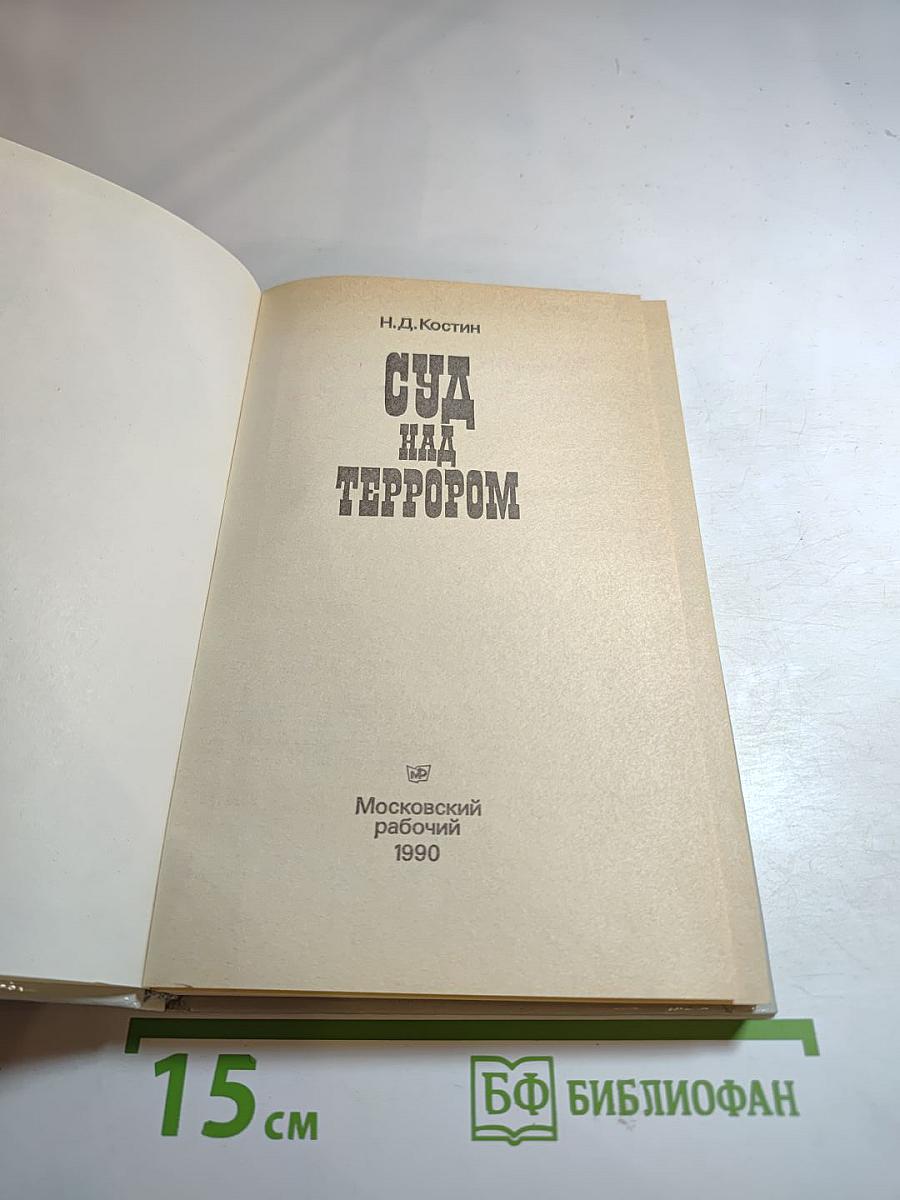 Н.Д.Костин
СУД
НАД
ТЕРРОРОМ
МР
Московский
рабочий
1990
15 см
БФ БИБЛИОФАН